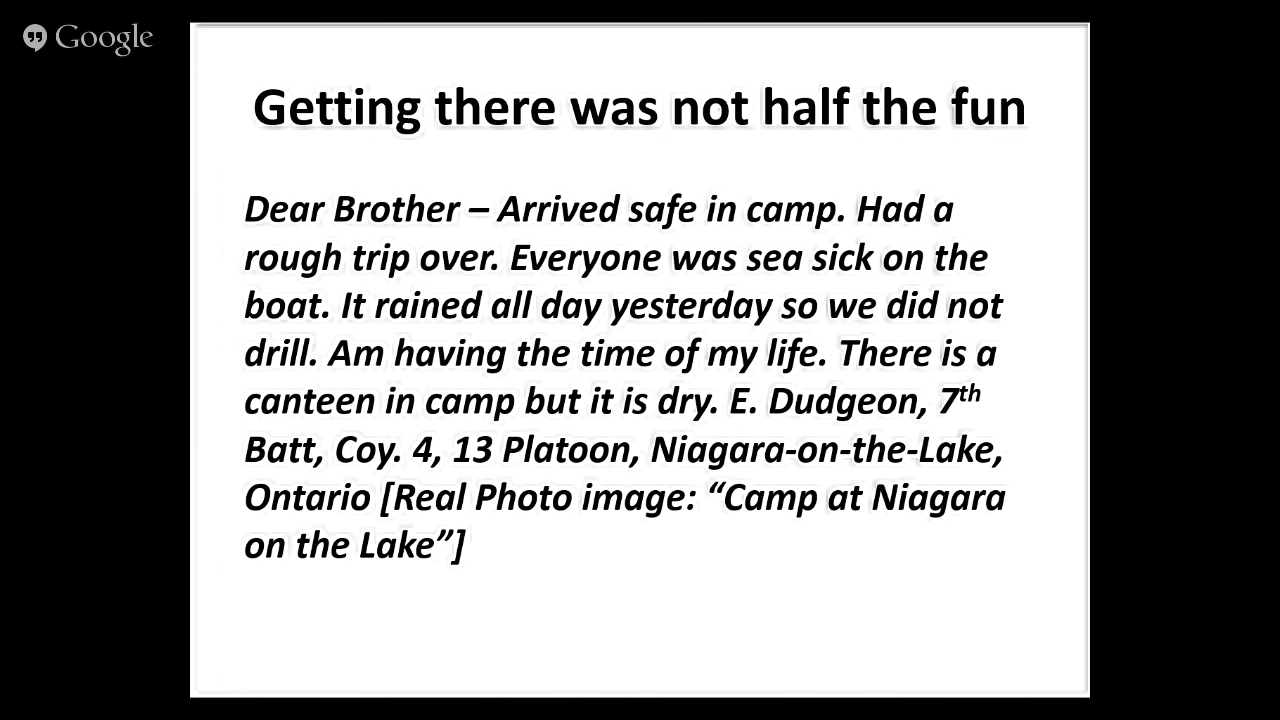 Google
Getting there was not half the fun
Dear Brother – Arrived safe in camp. Had a
rough trip over. Everyone was sea sick on the
boat. It rained all day yesterday so we did not
drill. Am having the time of my life. There is a
canteen in camp but it is dry. E. Dudgeon, 7th
Batt, Coy. 4, 13 Platoon, Niagara-on-the-Lake,
Ontario [Real Photo image: “Camp at Niagara
on the Lake”]